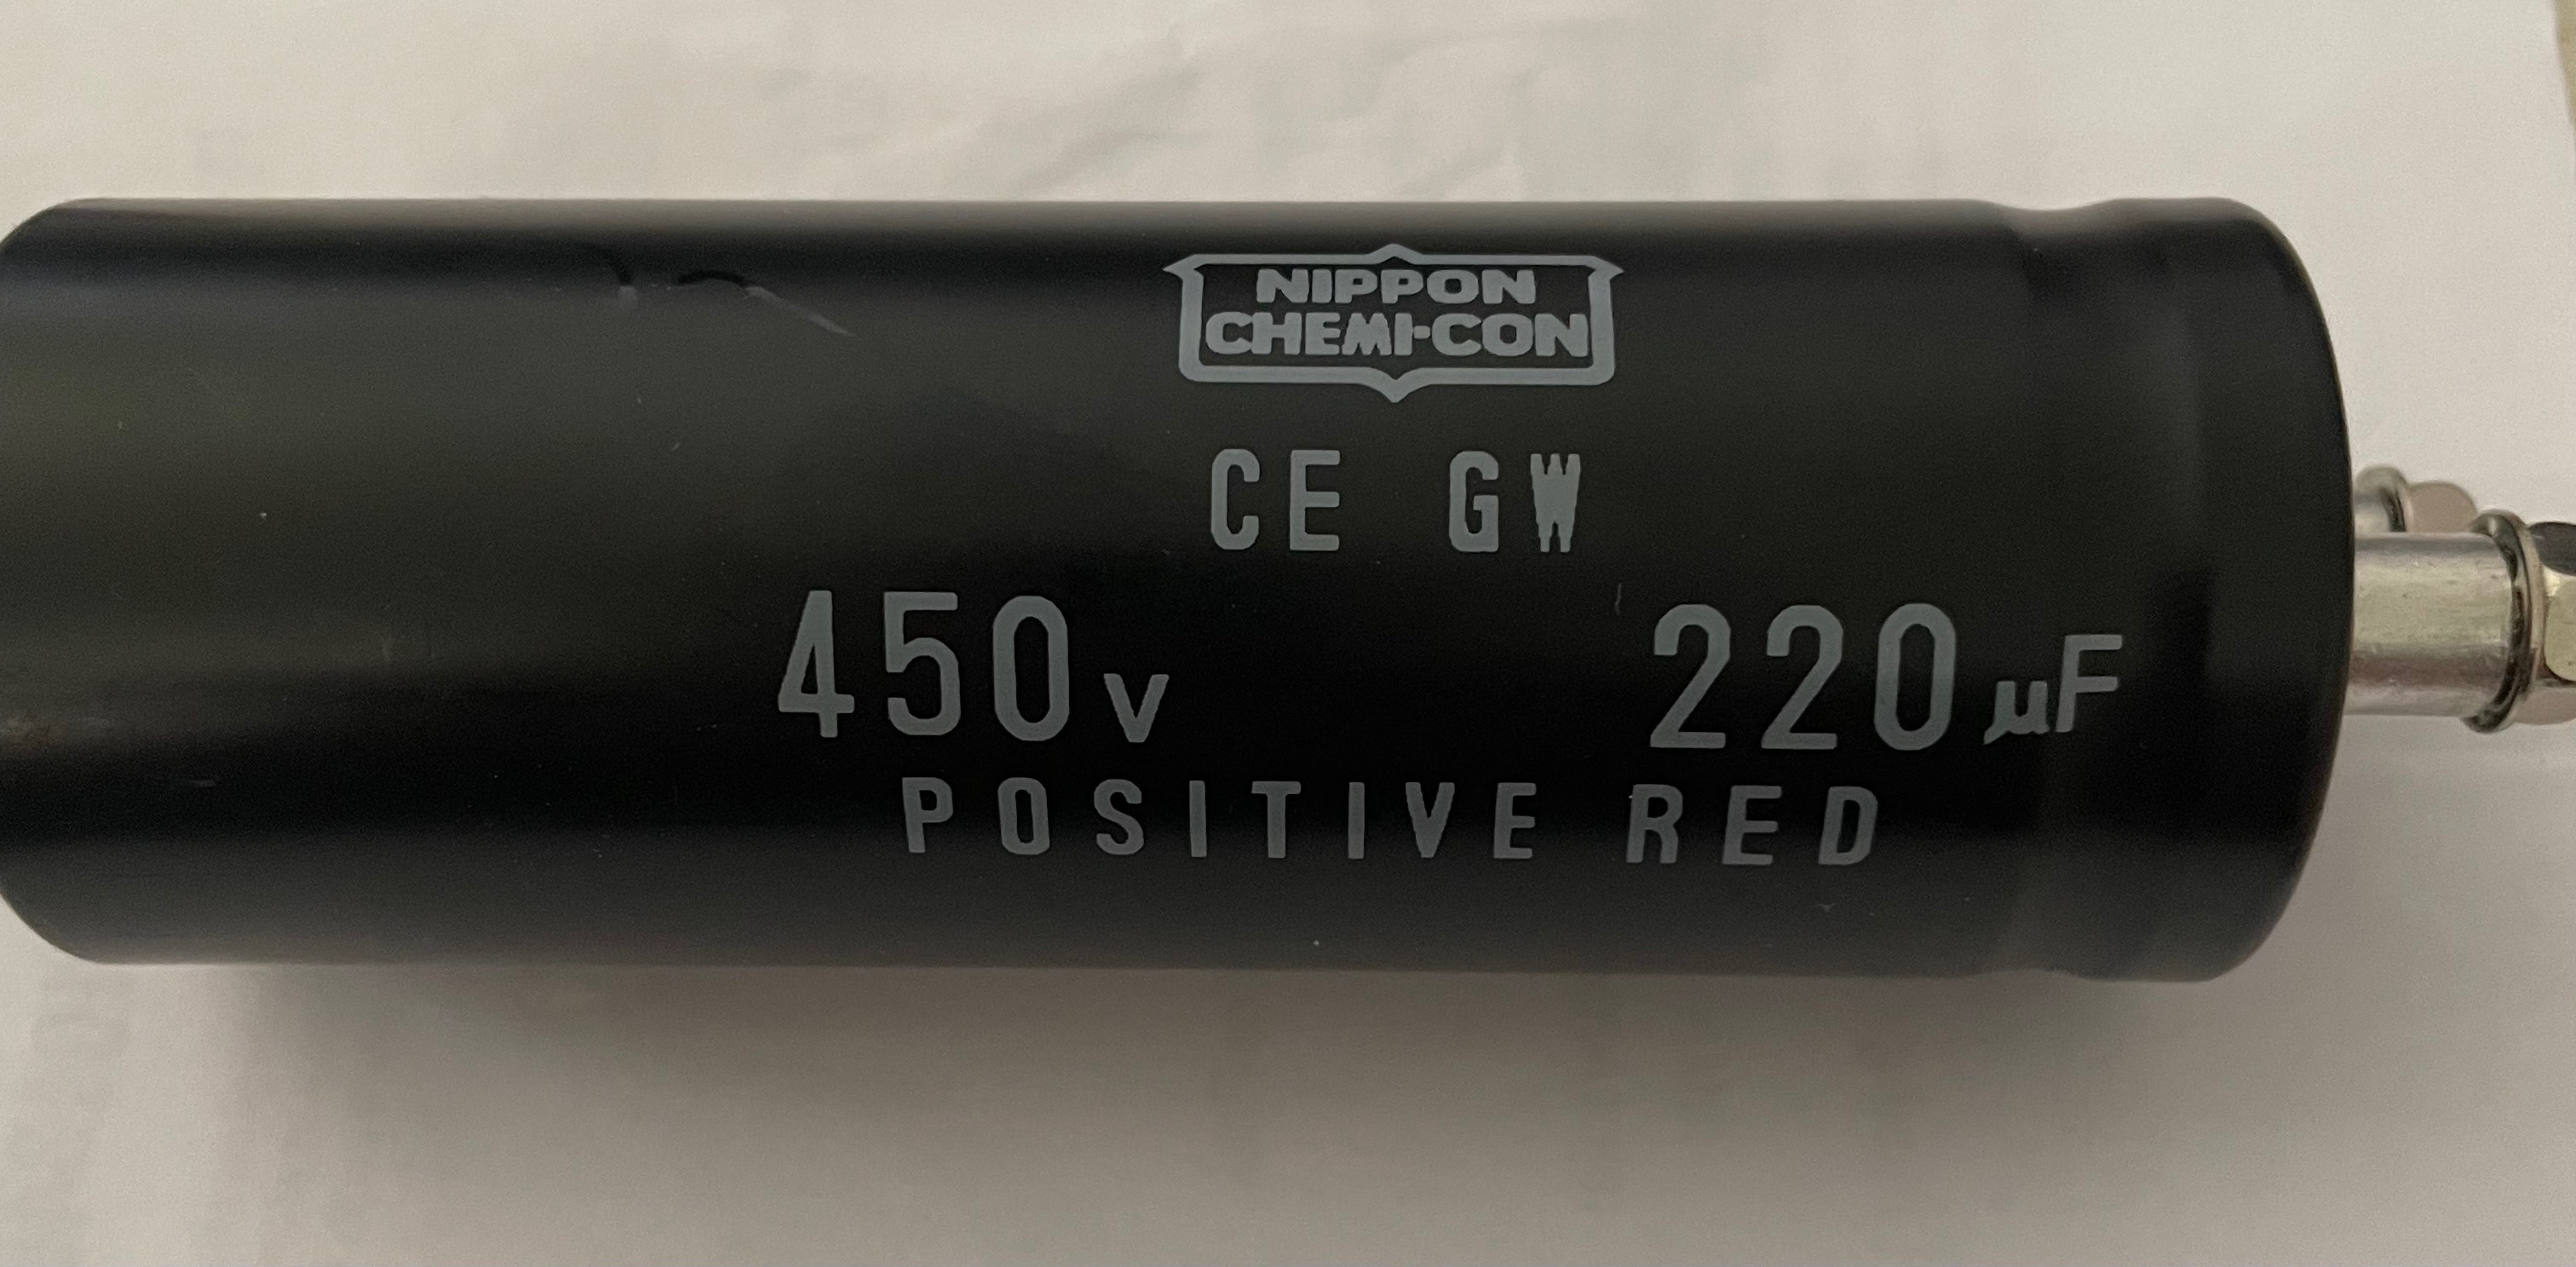 NIPPON
CHEMI-CON
CE GW
450V 220µF
POSITIVE RED